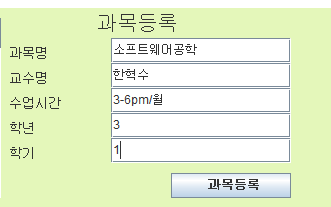 과목등록
과목명 소프트웨어공학
교수명 한혁수
수업시간 3-6pm/월
학년 3
학기 1
과목등록